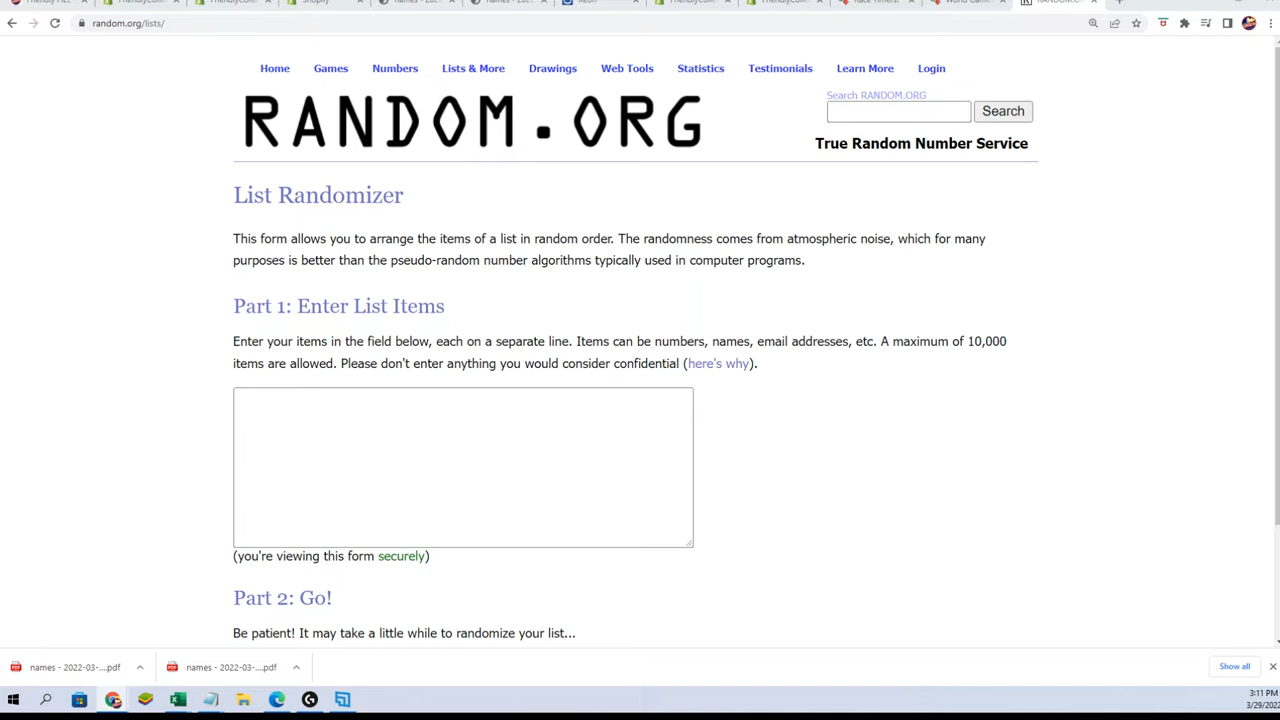 Shopify
random.org/lists/
Home Games Numbers Lists & More Drawings Web Tools Statistics Testimonials Learn More Login
RANDOM.ORG
Search RANDOM.ORG
Search
True Random Number Service
List Randomizer
This form allows you to arrange the items of a list in random order. The randomness comes from atmospheric noise, which for many
purposes is better than the pseudo-random number algorithms typically used in computer programs.
Part 1: Enter List Items
Enter your items in the field below, each on a separate line. Items can be numbers, names, email addresses, etc. A maximum of 10,000
items are allowed. Please don't enter anything you would consider confidential (here's why).
(you're viewing this form securely)
Part 2: Go!
Be patient! It may take a little while to randomize your list...
names - 2022-03-....pdf names - 2022-03-....pdf Show all
3:11 PM
3/29/2022